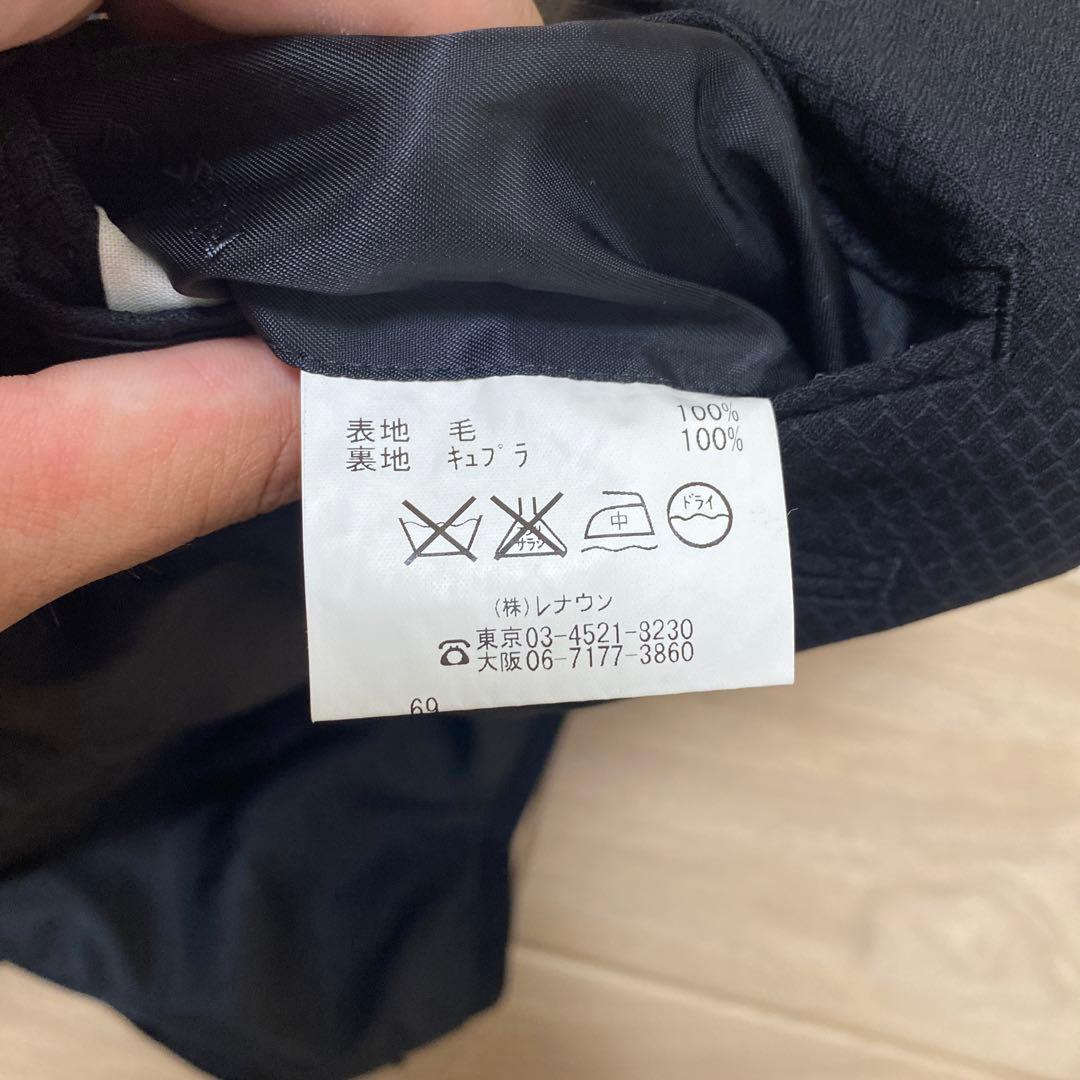 表地 毛 100%
裏地 ｷｭﾌﾟﾗ 100%
中 ドライ
(株)レナウン
☎東京03-4521-8230
大阪06-7177-3860
69